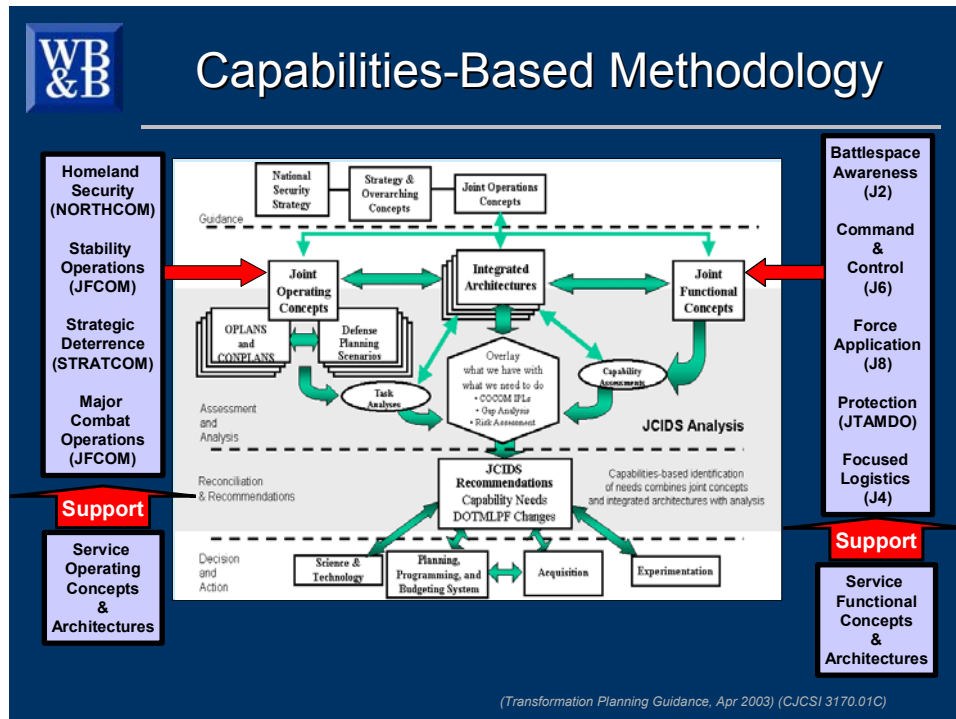 WB
&B
Capabilities-Based Methodology
Homeland
Security
(NORTHCOM)
Stability
Operations
(JFCOM)
Strategic
Deterrence
(STRATCOM)
Major
Combat
Operations
(JFCOM)
Support
Service
Operating
Concepts
&
Architectures
National
Security
Strategy
Strategy &
Overarching
Concepts
Joint Operations
Concepts
Guidance
Joint
Operating
Concepts
Integrated
Architectures
Joint
Functional
Concepts
OPLANS
and
CONPLANS
Defense
Planning
Scenarios
Overlay
what we have with
what we need to do
• COCOM IPLs
• Gap Analysis
• Risk Assessment
Task
Analyses
Capability
Assessments
Assessment
and
Analysis
JCIDS Analysis
Reconciliation
& Recommendations
JCIDS
Recommendations
Capability Needs
DOTMLPF Changes
Capabilities-based identification
of needs combines joint concepts
and integrated architectures with analysis
Decision
and
Action
Science &
Technology
Planning,
Programming, and
Budgeting System
Acquisition
Experimentation
Battlespace
Awareness
(J2)
Command
&
Control
(J6)
Force
Application
(J8)
Protection
(JTAMDO)
Focused
Logistics
(J4)
Support
Service
Functional
Concepts
&
Architectures
(Transformation Planning Guidance, Apr 2003) (CJCSI 3170.01C)